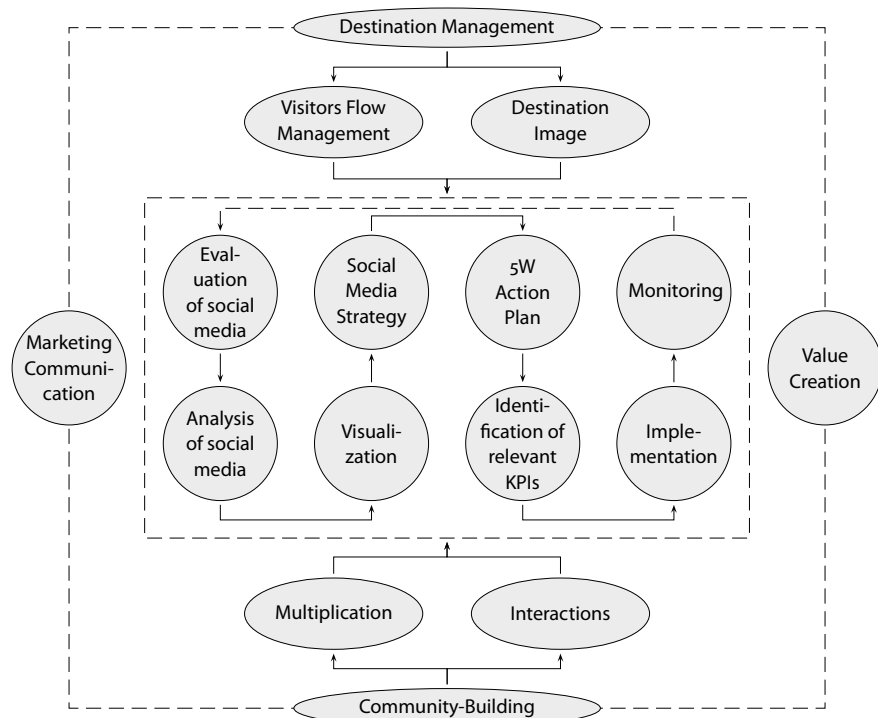 Destination Management
Visitors Flow
Management
Destination
Image
Eval-
uation
of social
media
Social
Media
Strategy
5W
Action
Plan
Monitoring
Marketing
Communi-
cation
Value
Creation
Analysis
of social
media
Visuali-
zation
Identi-
fication of
relevant
KPIs
Imple-
mentation
Multiplication
Interactions
Community-Building